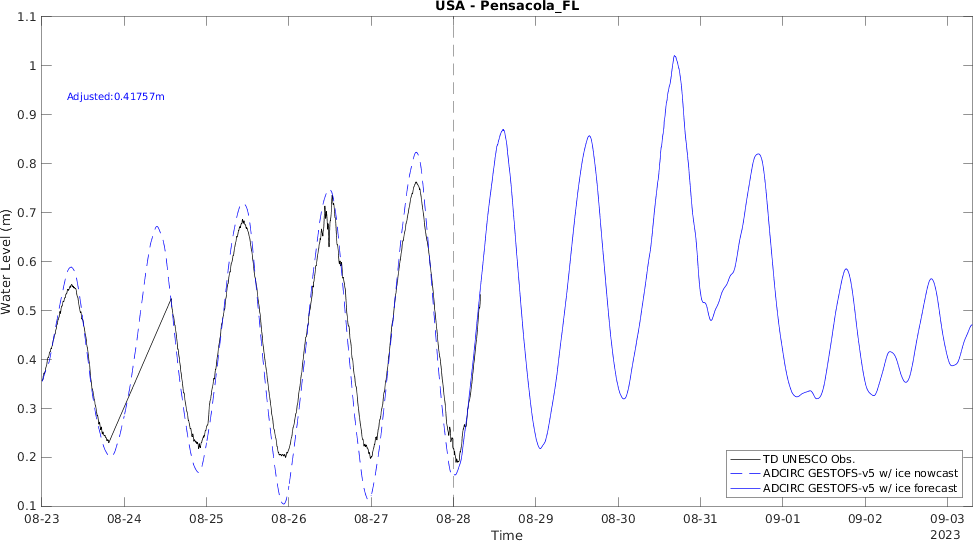 USA - Pensacola_FL
1.1
1
0.9
0.8
0.7
0.6
0.5
0.4
0.3
0.2
0.1
Water Level (m)
Adjusted:0.41757m
TD UNESCO Obs.
ADCIRC GESTOFS-v5 w/ ice nowcast
ADCIRC GESTOFS-v5 w/ ice forecast
08-23 08-24 08-25 08-26 08-27 08-28 08-29 08-30 08-31 09-01 09-02 09-03
2023
Time